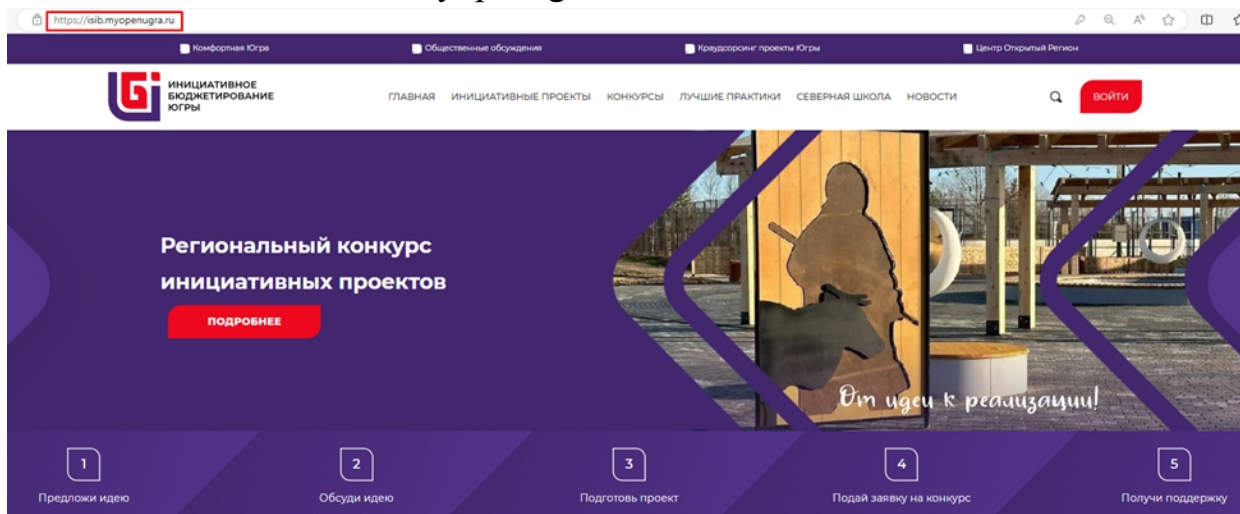 https://isib.myopenugra.ru
Комфортная Югра Общественные обсуждения Краудсорсинг проекты Югры Центр Открытый Регион
ИНИЦИАТИВНОЕ
БЮДЖЕТИРОВАНИЕ
ЮГРЫ
ГЛАВНАЯ ИНИЦИАТИВНЫЕ ПРОЕКТЫ КОНКУРСЫ ЛУЧШИЕ ПРАКТИКИ СЕВЕРНАЯ ШКОЛА НОВОСТИ ВОЙТИ
Региональный конкурс
инициативных проектов
ПОДРОБНЕЕ
От идеи к реализации!
1 2 3 4 5
Предложи идею Обсуди идею Подготовь проект Подай заявку на конкурс Получи поддержку